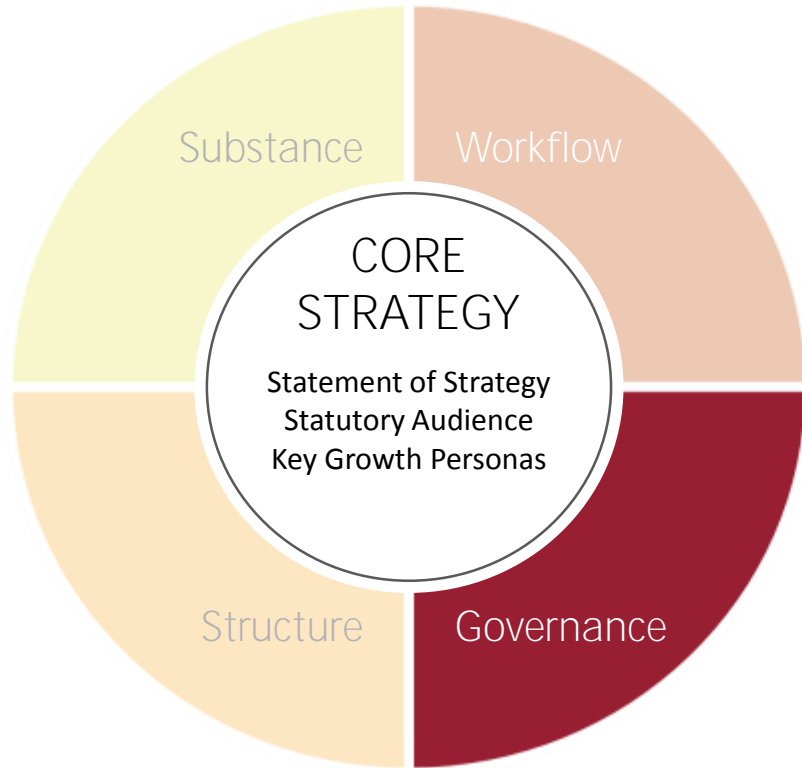 Substance
Workflow
CORE
STRATEGY
Statement of Strategy
Statutory Audience
Key Growth Personas
Structure
Governance